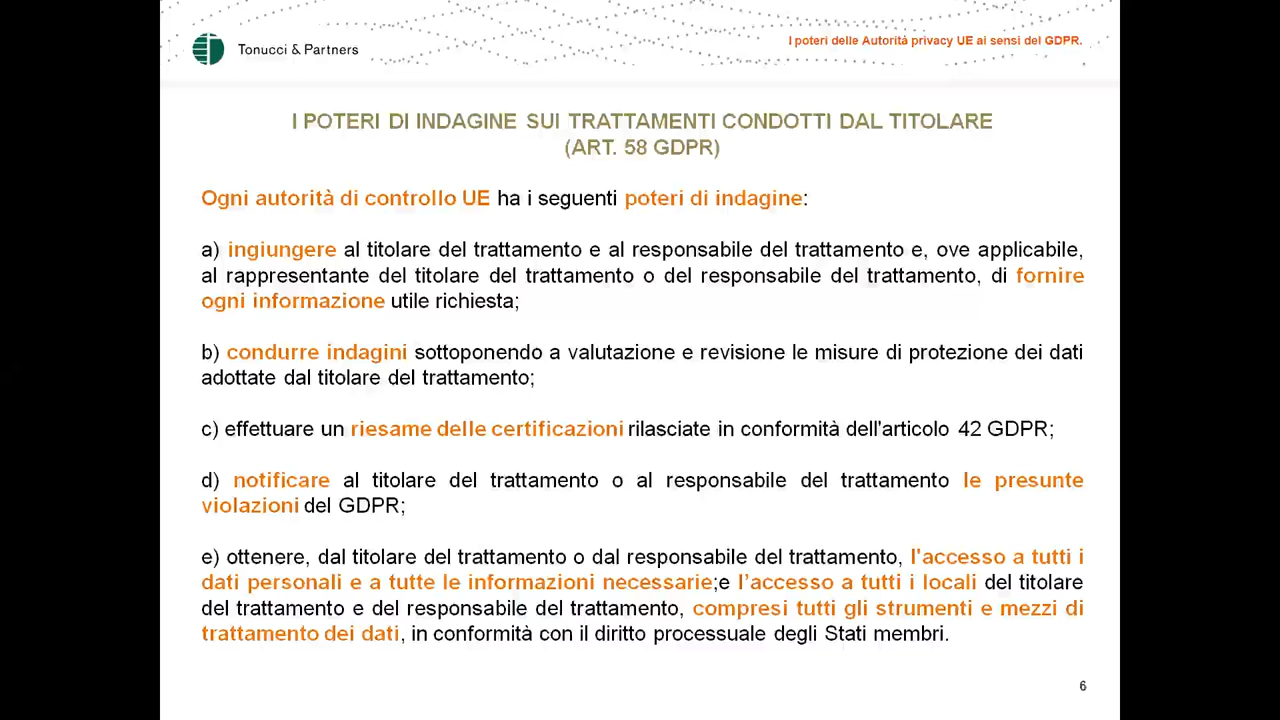 Tonucci & Partners
I poteri delle Autorità privacy UE ai sensi del GDPR.
I POTERI DI INDAGINE SUI TRATTAMENTI CONDOTTI DAL TITOLARE
(ART. 58 GDPR)
Ogni autorità di controllo UE ha i seguenti poteri di indagine:
a) ingiungere al titolare del trattamento e al responsabile del trattamento e, ove applicabile,
al rappresentante del titolare del trattamento o del responsabile del trattamento, di fornire
ogni informazione utile richiesta;
b) condurre indagini sottoponendo a valutazione e revisione le misure di protezione dei dati
adottate dal titolare del trattamento;
c) effettuare un riesame delle certificazioni rilasciate in conformità dell'articolo 42 GDPR;
d) notificare al titolare del trattamento o al responsabile del trattamento le presunte
violazioni del GDPR;
e) ottenere, dal titolare del trattamento o dal responsabile del trattamento, l'accesso a tutti i
dati personali e a tutte le informazioni necessarie;e l’accesso a tutti i locali del titolare
del trattamento e del responsabile del trattamento, compresi tutti gli strumenti e mezzi di
trattamento dei dati, in conformità con il diritto processuale degli Stati membri.
6